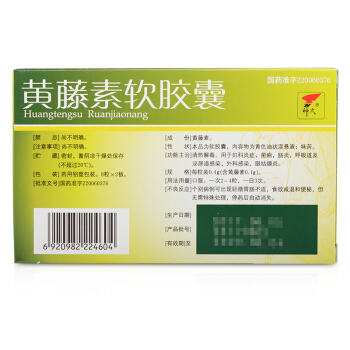 国药准字Z20060376
神火
黄藤素软胶囊
Huangtengsu Ruanjiaonang
[禁 忌] 尚不明确。
[注意事项] 尚不明确。
[贮 藏] 密封，置阴凉干燥处保存
(不超过20℃)。
[包 装] 药用铝塑包装，8粒×2板。
[批准文号] 国药准字Z20060376
6 920982 224604
[成 份] 黄藤素。
[性 状] 本品为软胶囊，内容物为黄色油状混悬液；味苦。
[功能主治] 清热解毒。用于妇科炎症，菌痢，肠炎，呼吸道及
泌尿道感染，外科感染，眼结膜炎。
[规 格] 每粒装0.4g(含黄藤素0.1g)。
[用法用量] 口服。一次2～4粒，一日3次。
[不良反应] 个别病例可出现轻微胃肠不适，食欲减退和便秘，但
无需特殊处理，停药后自动消失。
生产日期
产品批号
有效期至